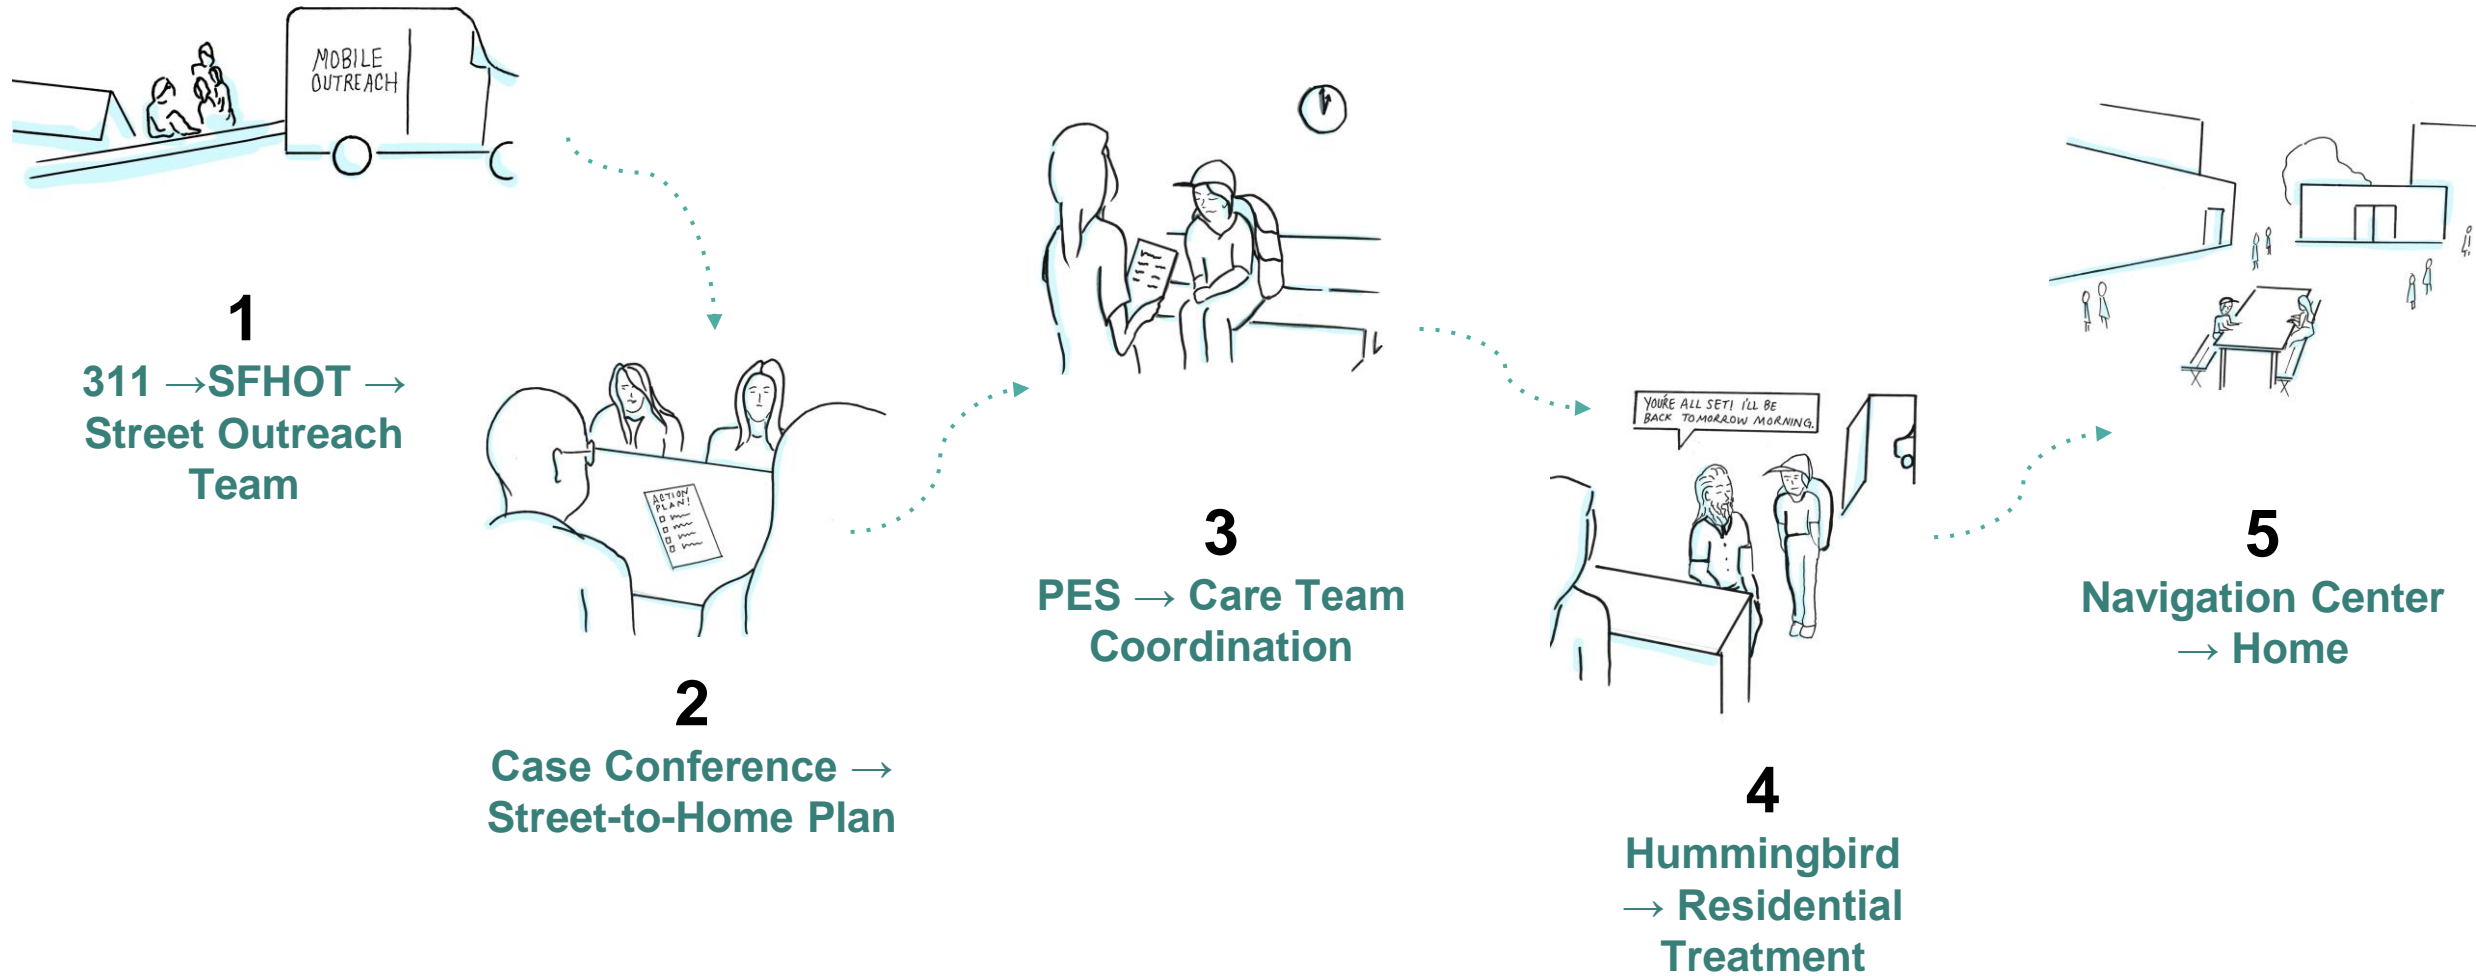 MOBILE
OUTREACH
1
311 →SFHOT →
Street Outreach
Team
ACTION
PLAN!
2
Case Conference →
Street-to-Home Plan
3
PES → Care Team
Coordination
YOU'RE ALL SET! I'LL BE
BACK TOMORROW MORNING.
4
Hummingbird
→ Residential
Treatment
5
Navigation Center
→ Home